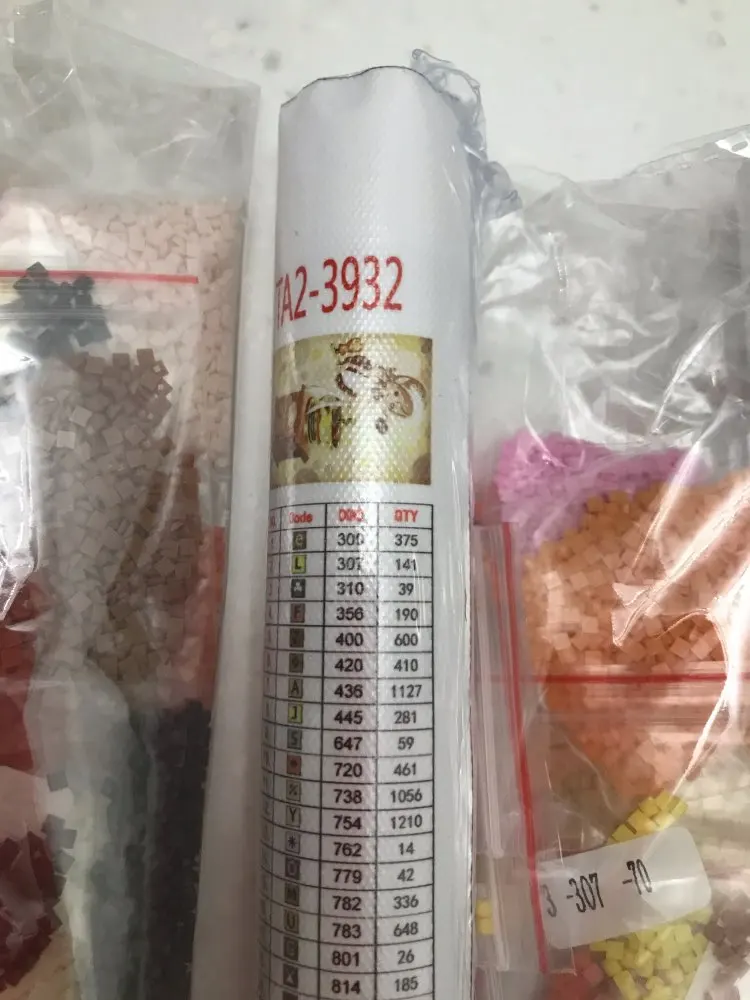 TA2-3932
Code DMC QTY
300 375
L 307 141
310 39
F 356 190
400 600
420 410
A 436 1127
J 445 281
S 647 59
720 461
738 1056
Y 754 1210
* 762 14
779 42
M 782 336
U 783 648
801 26
814 185
3 -307 -70